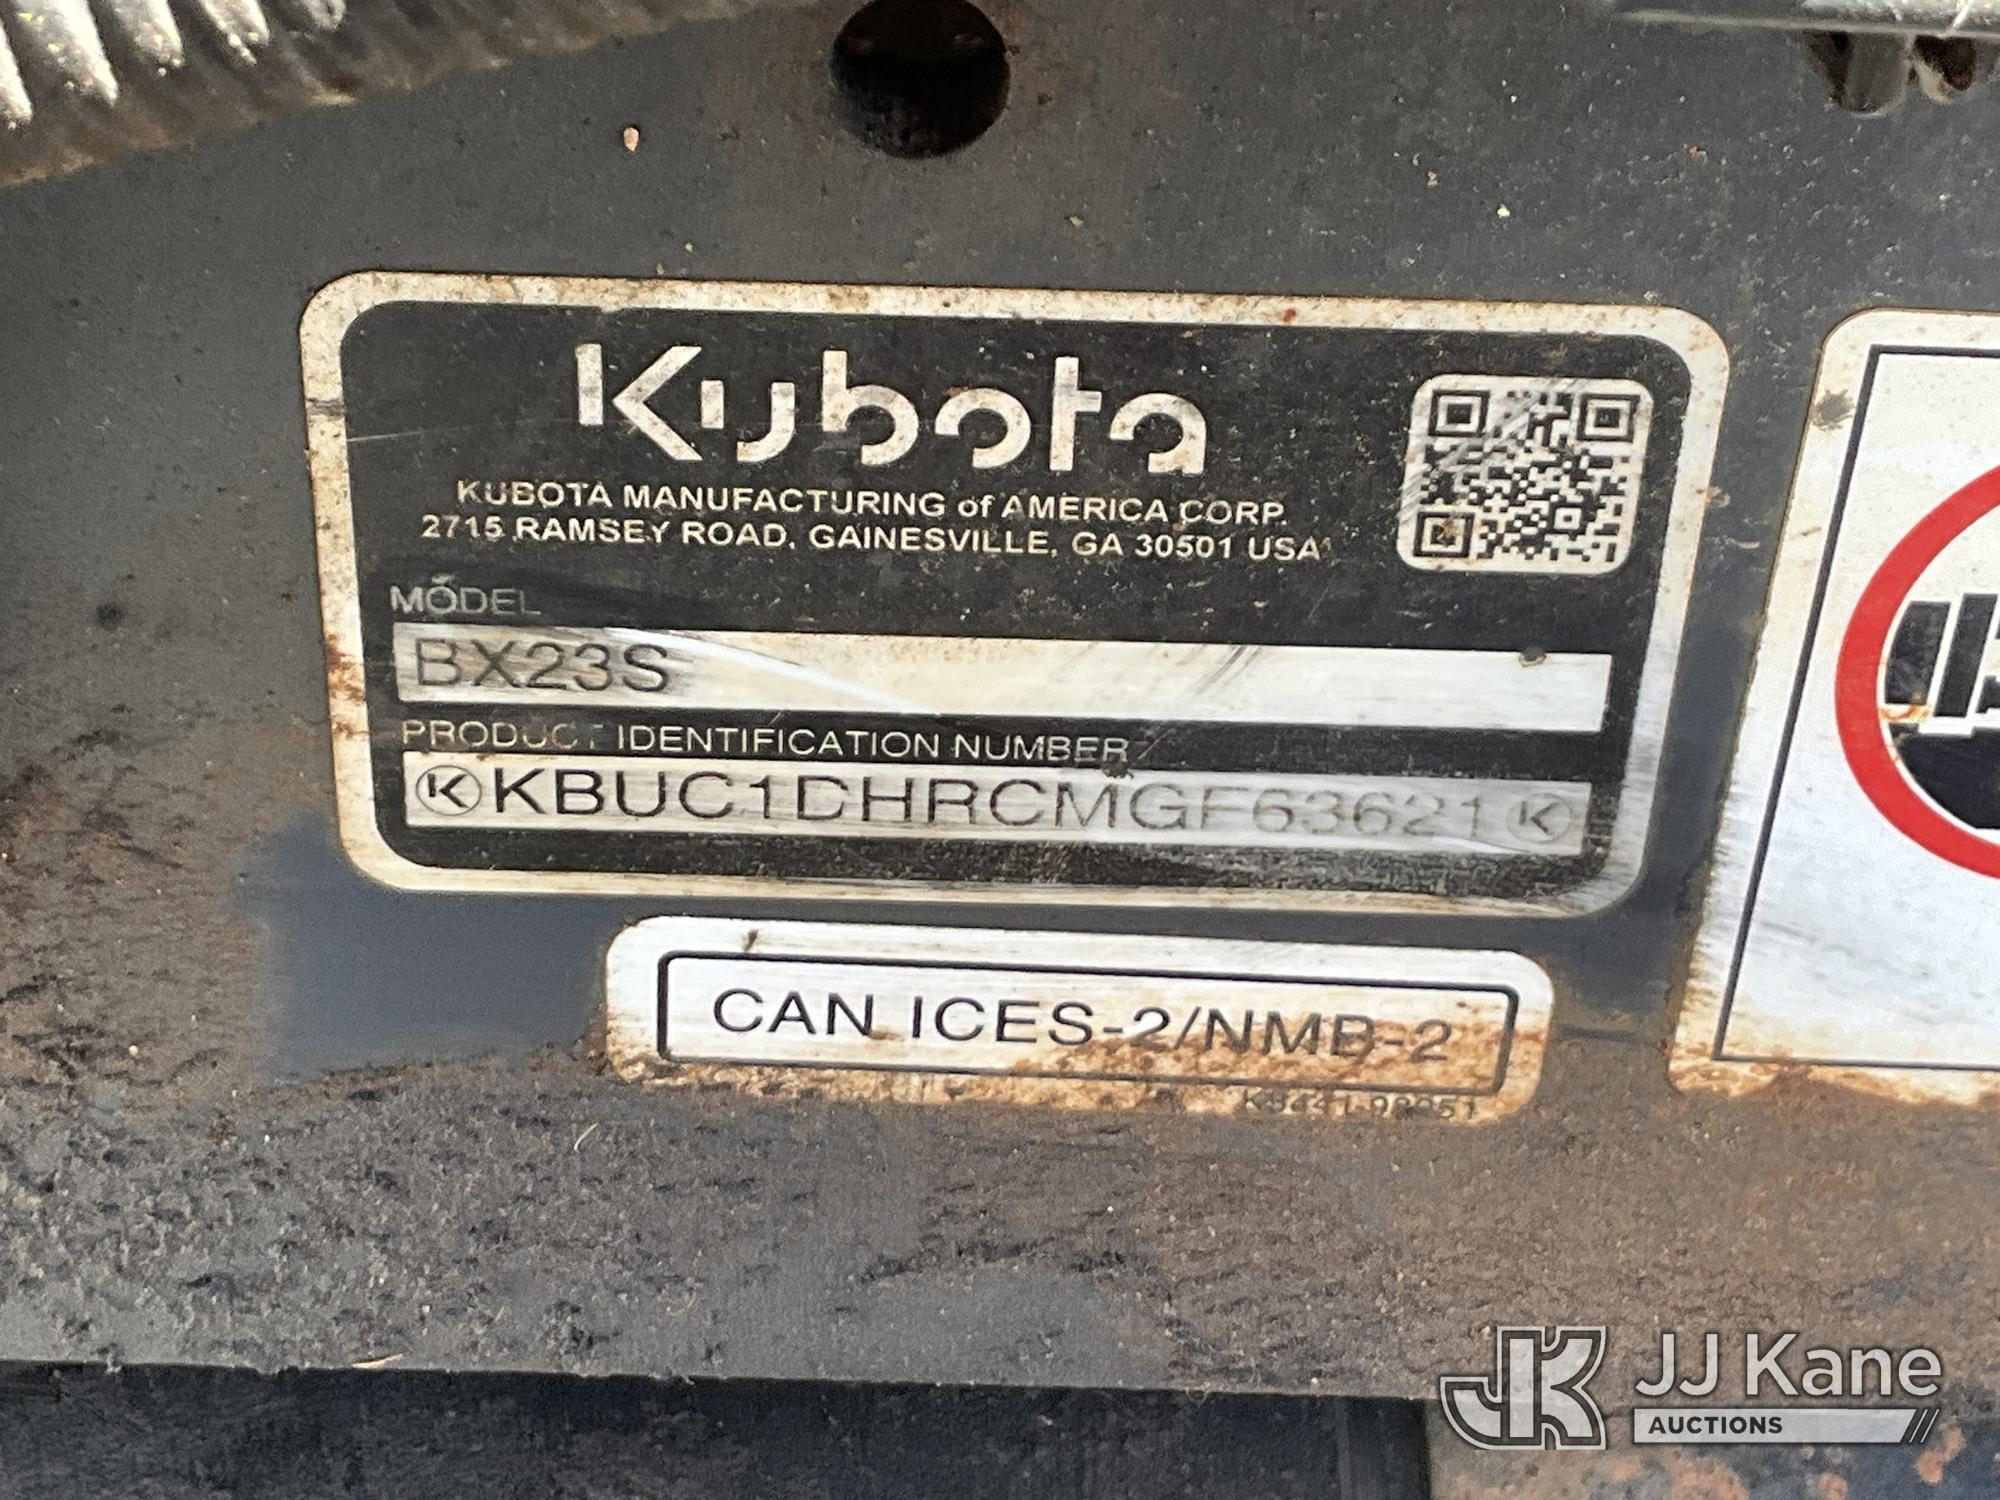 Kubota
KUBOTA MANUFACTURING of AMERICA CORP.
2715 RAMSEY ROAD, GAINESVILLE, GA 30501 USA
MODEL
BX23S
PRODUCT IDENTIFICATION NUMBER
KBUC1DHRCMGF63621
CAN ICES-2/NMB-2
JJ Kane
AUCTIONS